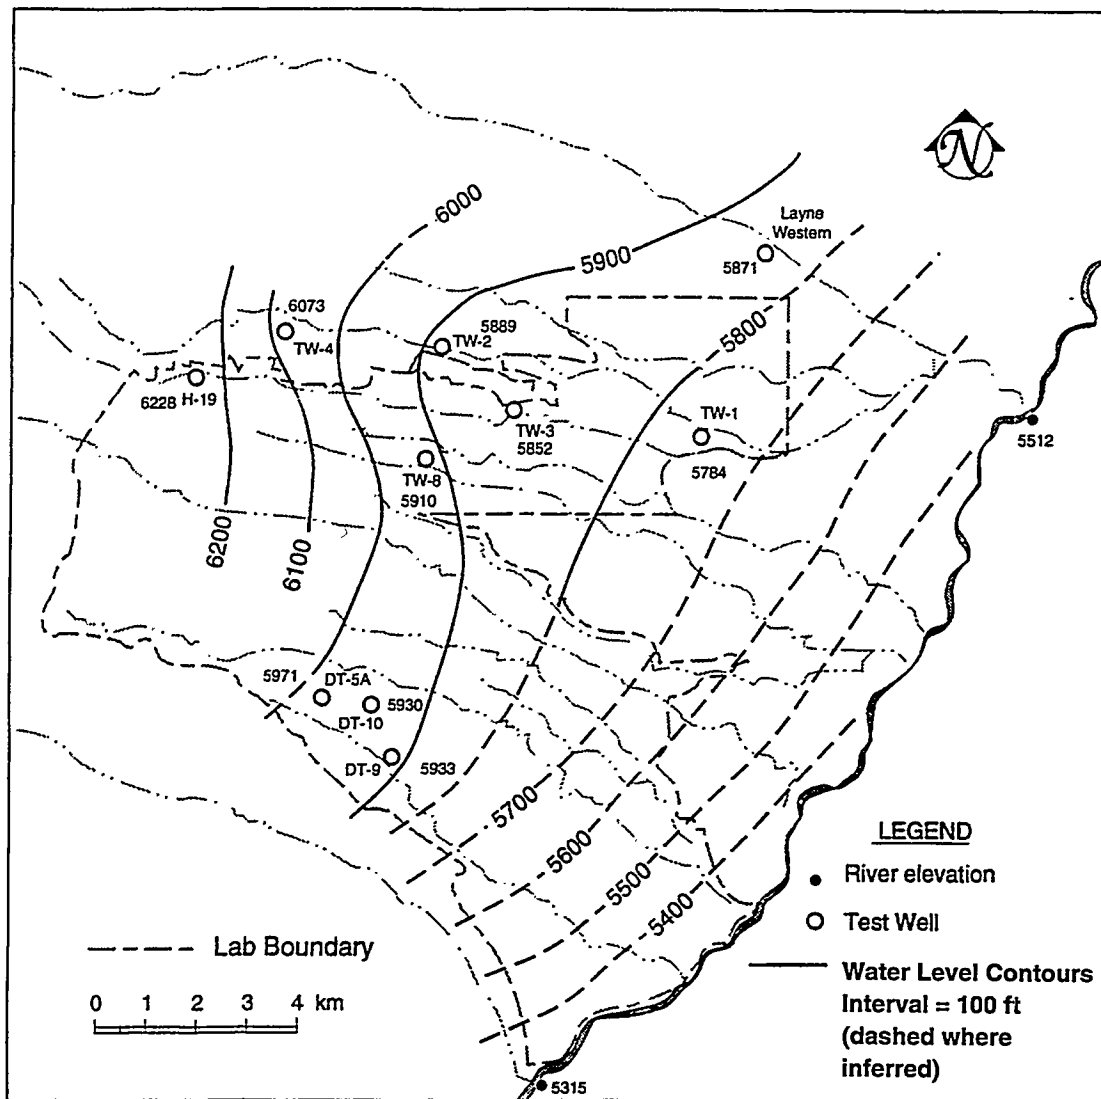 N
6000
Layne
Western
5871
5900
6073
TW-4
5889
TW-2
5800
6228 H-19
TW-3
5852
TW-1
5784
5512
TW-8
5910
6200
6100
5971
DT-5A
5930
DT-10
DT-9
5933
5700
5600
5500
5400
LEGEND
River elevation
Test Well
Lab Boundary
Water Level Contours
Interval = 100 ft
(dashed where
inferred)
0 1 2 4 km
5315